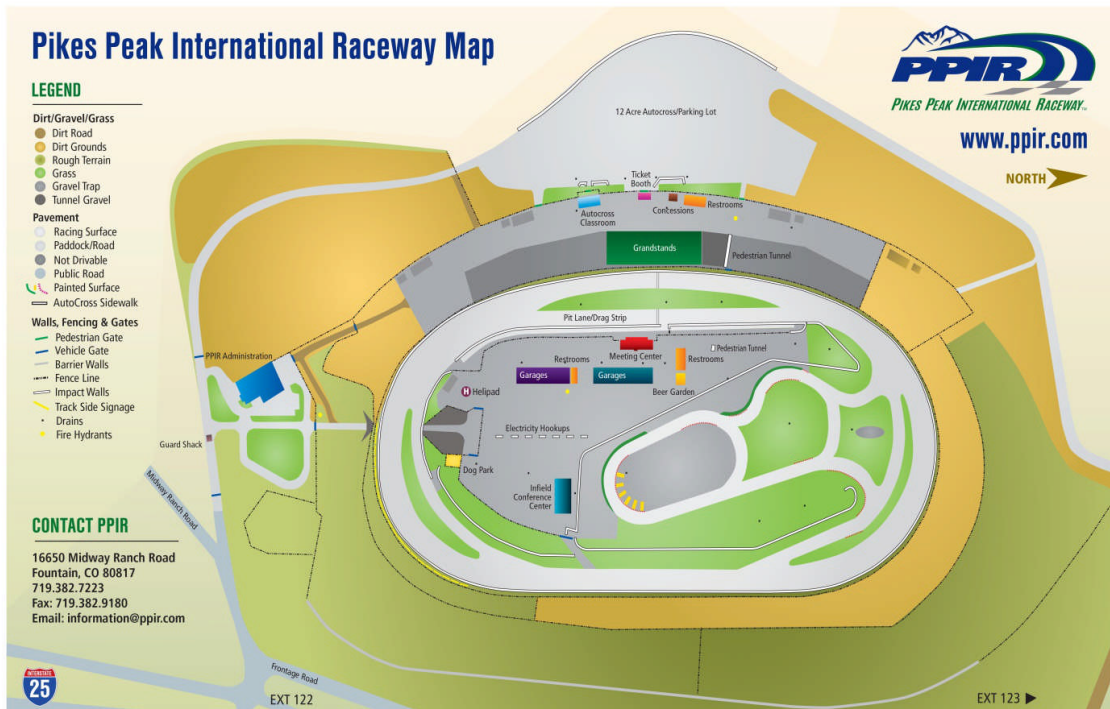 Pikes Peak International Raceway Map
PPIR
PIKES PEAK INTERNATIONAL RACEWAY™
www.ppir.com
NORTH
LEGEND
Dirt/Gravel/Grass
Dirt Road
Dirt Grounds
Rough Terrain
Grass
Gravel Trap
Tunnel Gravel
Pavement
Racing Surface
Paddock/Road
Not Drivable
Public Road
Painted Surface
AutoCross Sidewalk
Walls, Fencing & Gates
Pedestrian Gate
Vehicle Gate
Barrier Walls
Fence Line
Impact Walls
Track Side Signage
Drains
Fire Hydrants
12 Acre Autocross/Parking Lot
Ticket
Booth
Autocross
Classroom
Concessions
Restrooms
Grandstands
Pedestrian Tunnel
Pit Lane/Drag Strip
PPIR Administration
Meeting Center
Pedestrian Tunnel
Restrooms
Restrooms
Garages
Garages
Beer Garden
H
Helipad
Electricity Hookups
Guard Shack
Dog Park
Infield
Conference
Center
Midway Ranch Road
CONTACT PPIR
16650 Midway Ranch Road
Fountain, CO 80817
719.382.7223
Fax: 719.382.9180
Email: information@ppir.com
INTERSTATE
25
Frontage Road
EXT 122
EXT 123